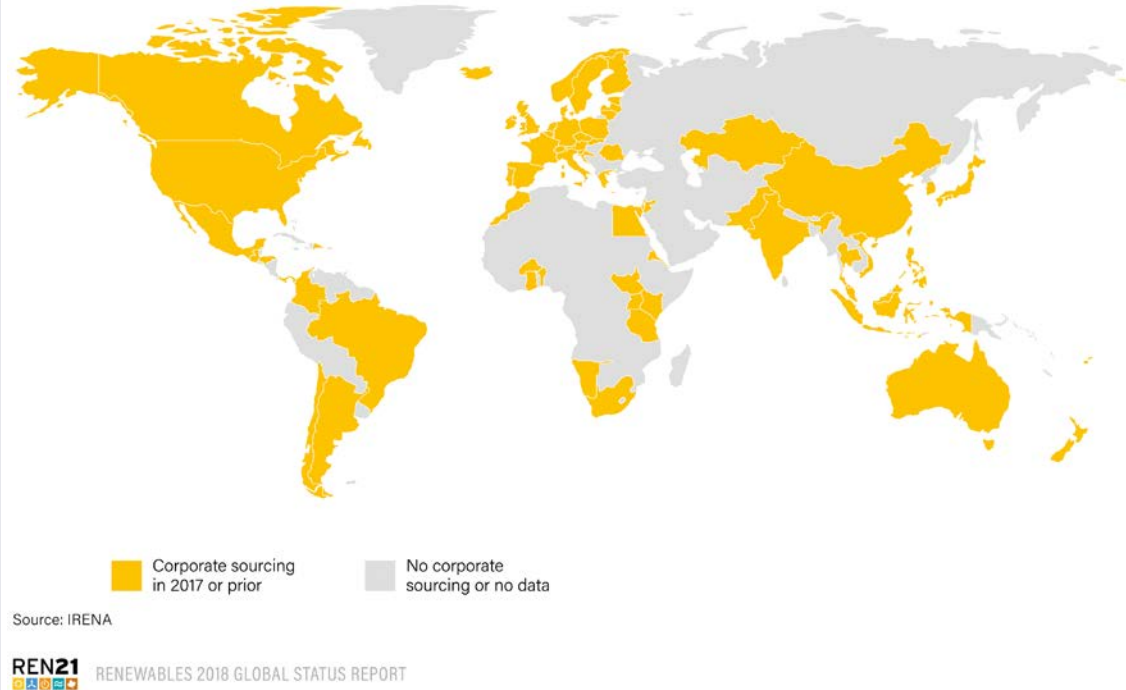 Corporate sourcing
in 2017 or prior
No corporate
sourcing or no data
Source: IRENA
REN21
RENEWABLES 2018 GLOBAL STATUS REPORT